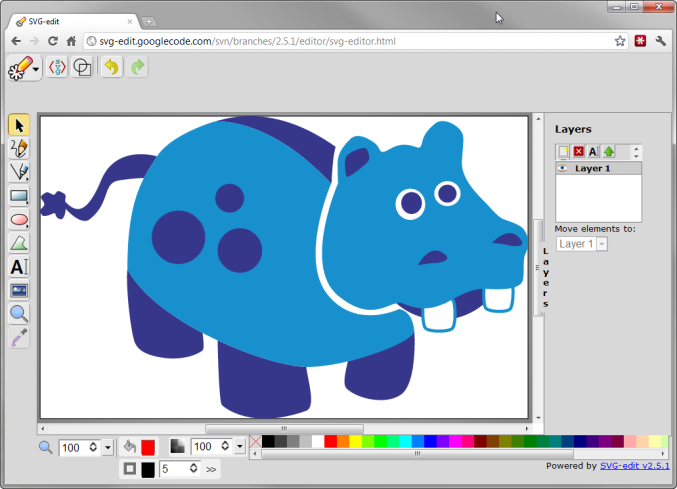 SVG-edit
svg-edit.googlecode.com/svn/branches/2.5.1/editor/svg-editor.html
SVG
Layers
A
Layer 1
Move elements to:
Layer 1
A
Layers
100
100
5
>>
Powered by SVG-edit v2.5.1